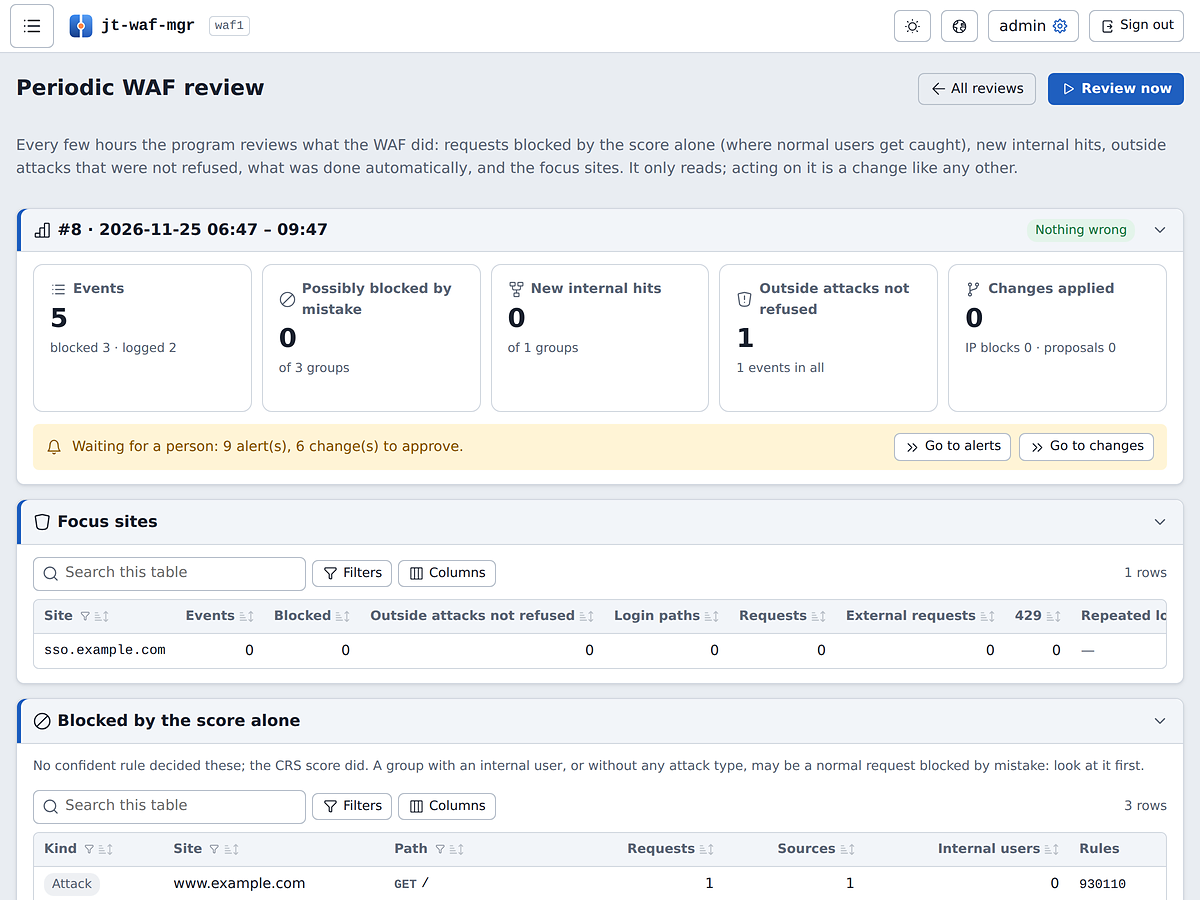 jt-waf-mgr waf1 admin Sign out
Periodic WAF review
All reviews Review now
Every few hours the program reviews what the WAF did: requests blocked by the score alone (where normal users get caught), new internal hits, outside
attacks that were not refused, what was done automatically, and the focus sites. It only reads; acting on it is a change like any other.
#8 · 2026-11-25 06:47 – 09:47 Nothing wrong
Events
5
blocked 3 · logged 2
Possibly blocked by
mistake
0
of 3 groups
New internal hits
0
of 1 groups
Outside attacks not
refused
1
1 events in all
Changes applied
0
IP blocks 0 · proposals 0
Waiting for a person: 9 alert(s), 6 change(s) to approve. Go to alerts Go to changes
Focus sites
Search this table Filters Columns 1 rows
Site Events Blocked Outside attacks not refused Login paths Requests External requests 429 Repeated
sso.example.com 0 0 0 0 0 0 0 —
Blocked by the score alone
No confident rule decided these; the CRS score did. A group with an internal user, or without any attack type, may be a normal request blocked by mistake: look at it first.
Search this table Filters Columns 3 rows
Kind Site Path Requests Sources Internal users Rules
Attack www.example.com GET / 1 1 0 930110